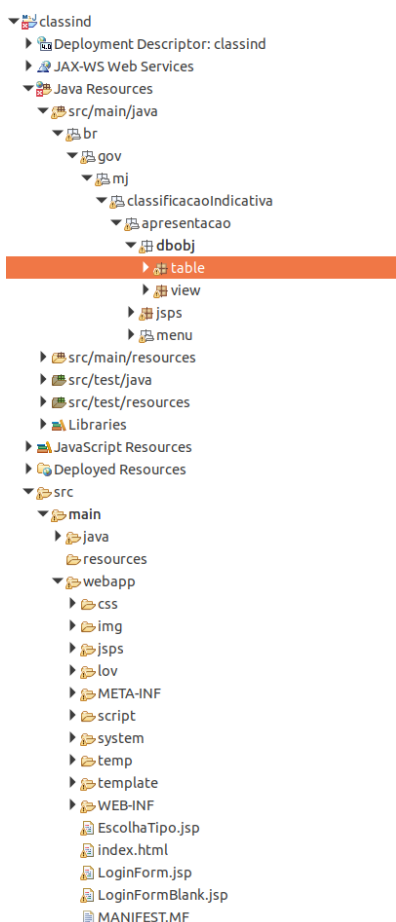 classind
Deployment Descriptor: classind
JAX-WS Web Services
Java Resources
src/main/java
br
gov
mj
classificacaoIndicativa
apresentacao
dbobj
table
view
jsps
menu
src/main/resources
src/test/java
src/test/resources
Libraries
JavaScript Resources
Deployed Resources
src
main
java
resources
webapp
css
img
jsps
lov
META-INF
script
system
temp
template
WEB-INF
EscolhaTipo.jsp
index.html
LoginForm.jsp
LoginFormBlank.jsp
MANIFEST.MF